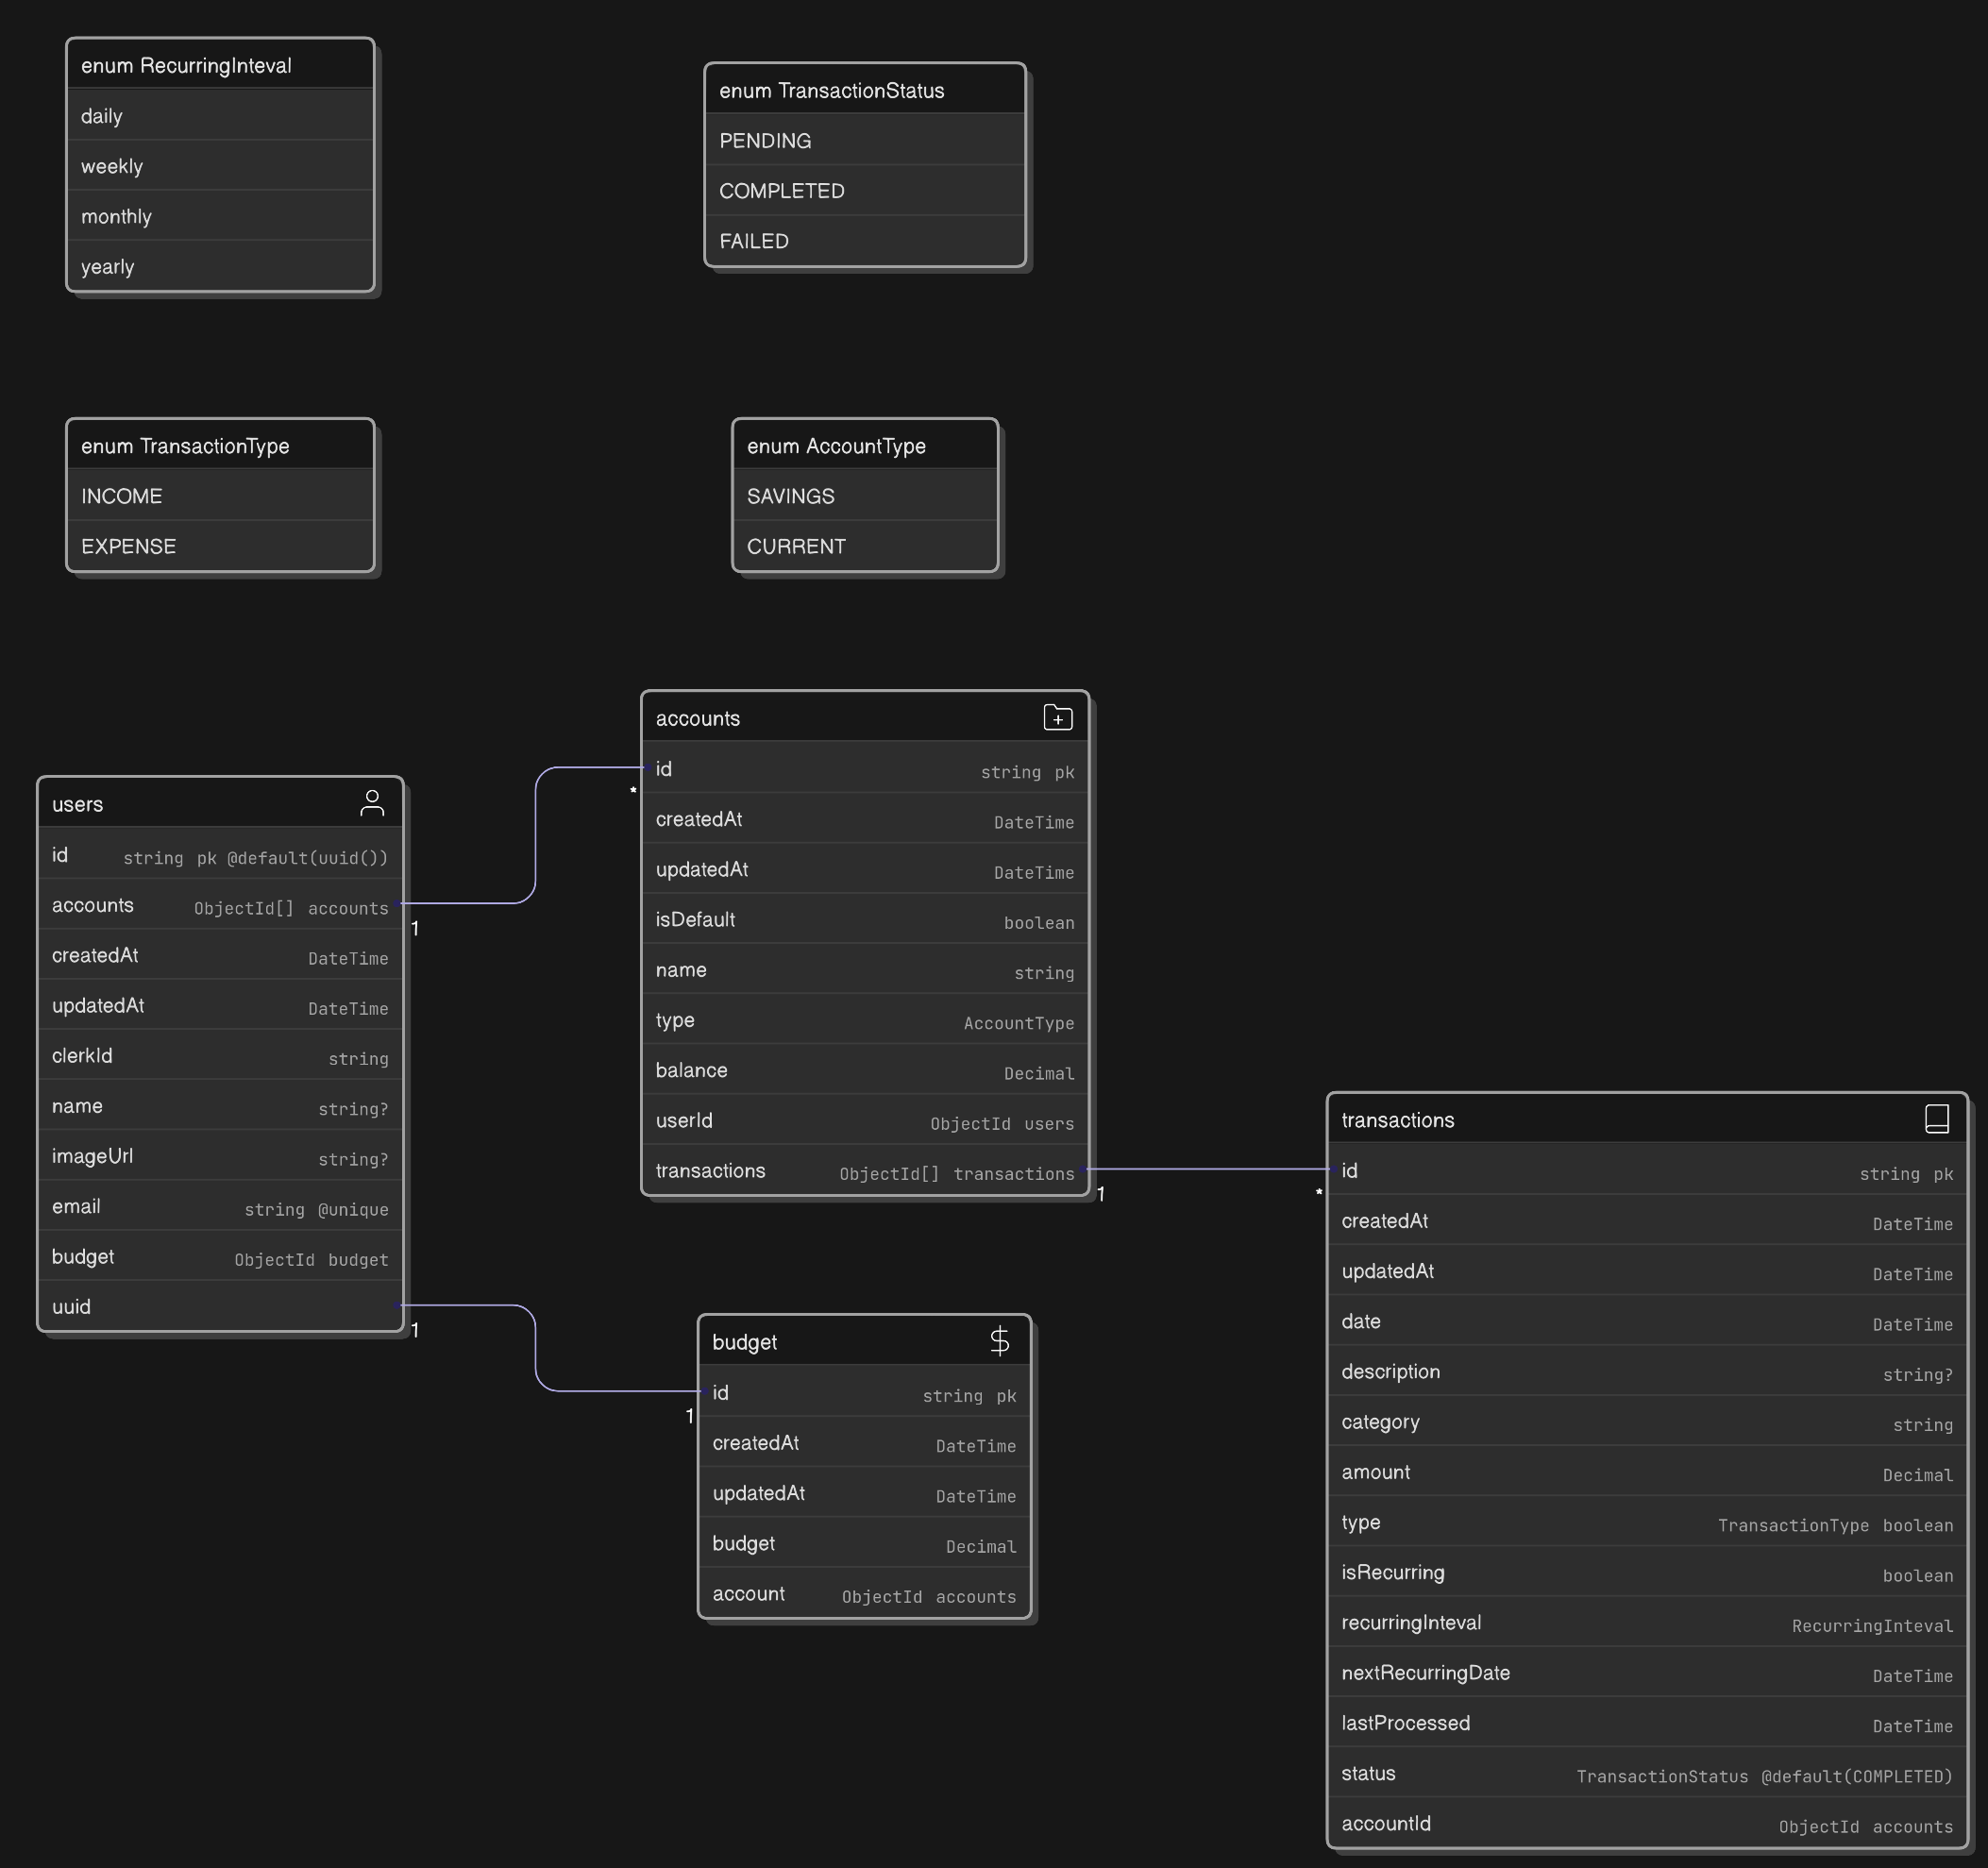 enum RecurringInteval
daily
weekly
monthly
yearly
enum TransactionStatus
PENDING
COMPLETED
FAILED
enum TransactionType
INCOME
EXPENSE
enum AccountType
SAVINGS
CURRENT
users
id string pk @default(uuid())
accounts ObjectId[] accounts
1
createdAt DateTime
updatedAt DateTime
clerkId string
name string?
imageUrl string?
email string @unique
budget ObjectId budget
uuid
1
accounts
id string pk
*
createdAt DateTime
updatedAt DateTime
isDefault boolean
name string
type AccountType
balance Decimal
userId ObjectId users
transactions ObjectId[] transactions
1
budget $
id string pk
1
createdAt DateTime
updatedAt DateTime
budget Decimal
account ObjectId accounts
transactions
id string pk
*
createdAt DateTime
updatedAt DateTime
date DateTime
description string?
category string
amount Decimal
type TransactionType boolean
isRecurring boolean
recurringInteval RecurringInteval
nextRecurringDate DateTime
lastProcessed DateTime
status TransactionStatus @default(COMPLETED)
accountId ObjectId accounts